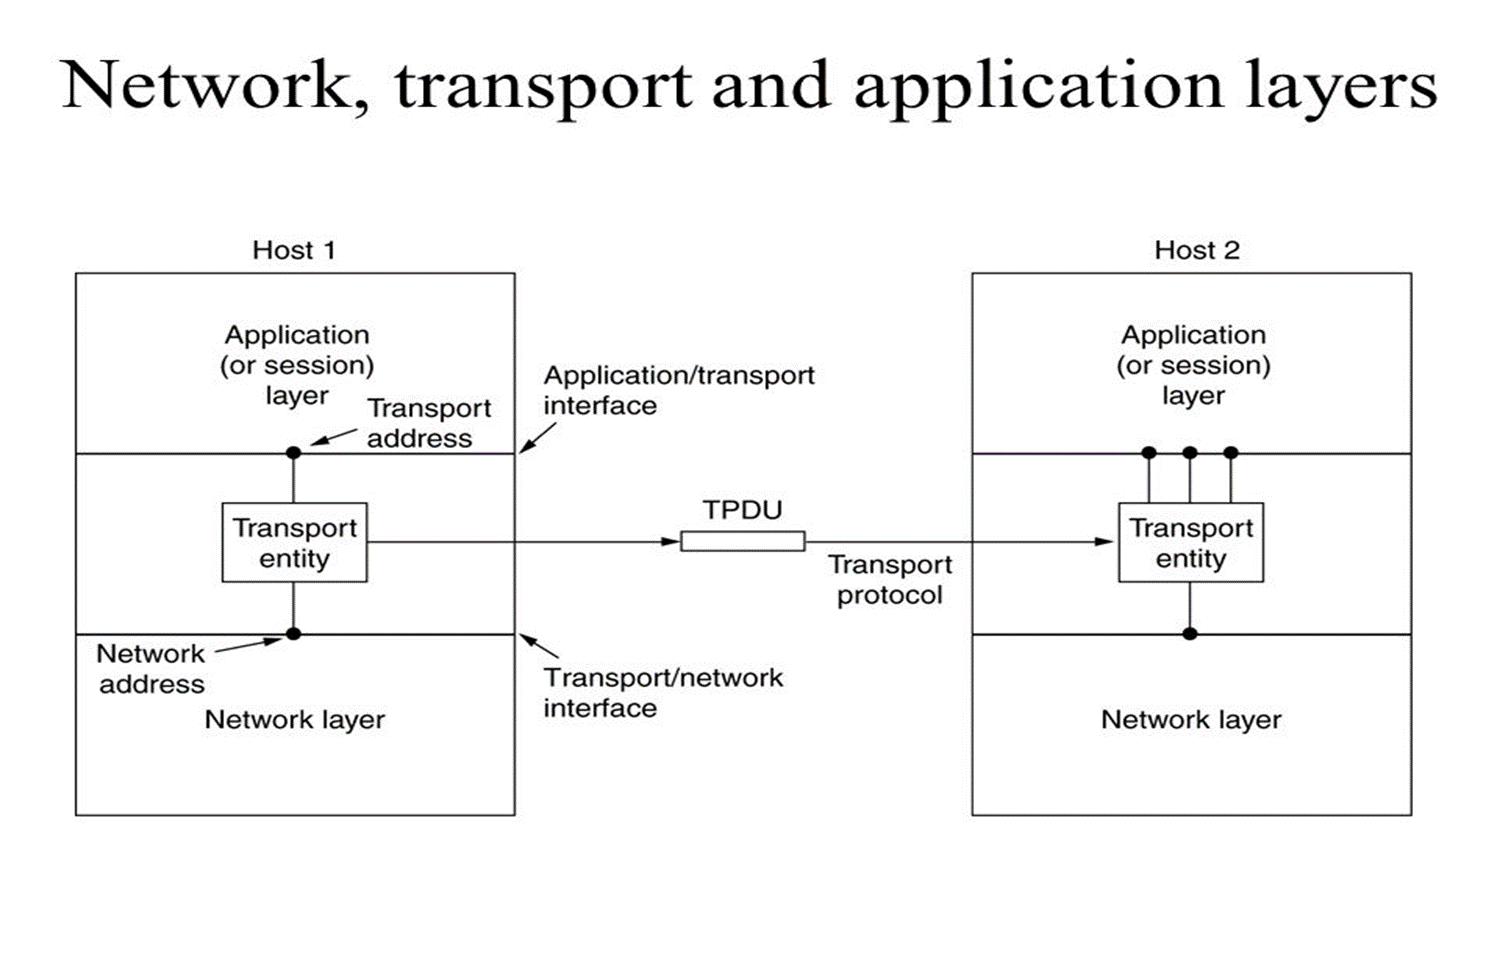 Network, transport and application layers
Host 1
Application
(or session)
layer
Transport
address
Transport
entity
Network
address
Network layer
Application/transport
interface
TPDU
Transport
protocol
Transport/network
interface
Host 2
Application
(or session)
layer
Transport
entity
Network layer